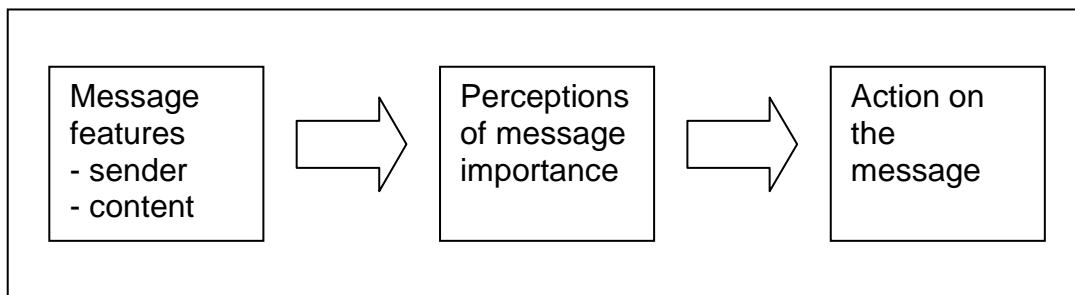 Message
features
- sender
- content
Perceptions
of message
importance
Action on
the
message